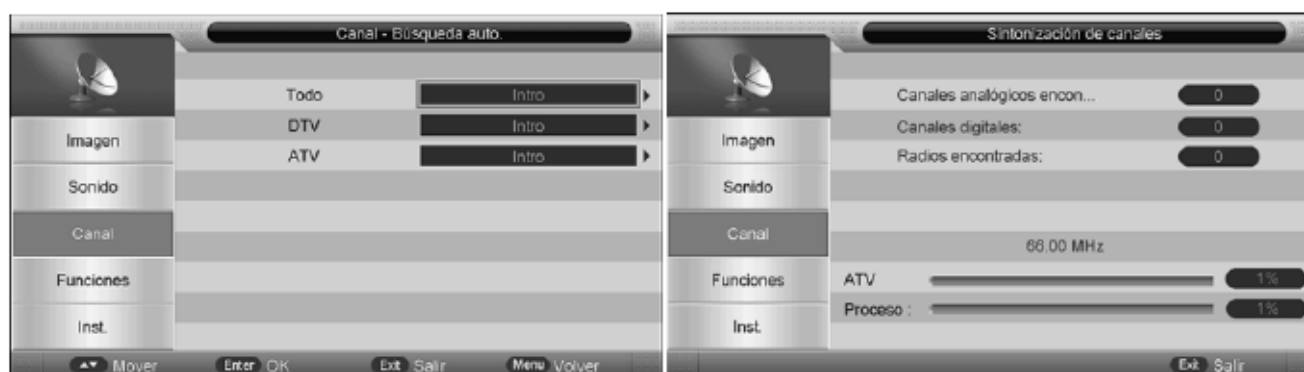 Canal - Búsqueda auto.
Todo Intro
DTV Intro
ATV Intro
Imagen
Sonido
Canal
Funciones
Inst.
Mover Enter OK Exit Salir Menu Volver
Sintonización de canales
Canales analógicos encon... 0
Canales digitales: 0
Radios encontradas: 0
Imagen
Sonido
Canal
Funciones
Inst.
66.00 MHz
ATV 1%
Proceso : 1%
Exit Salir